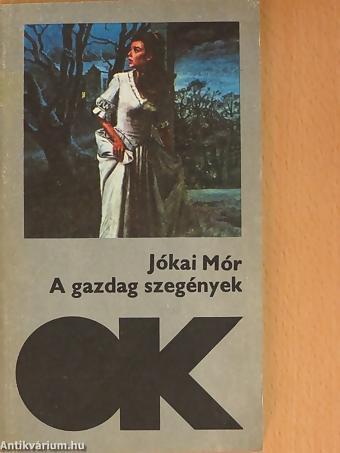 Jókai Mór
A gazdag szegények
OK
Antikvárium.hu